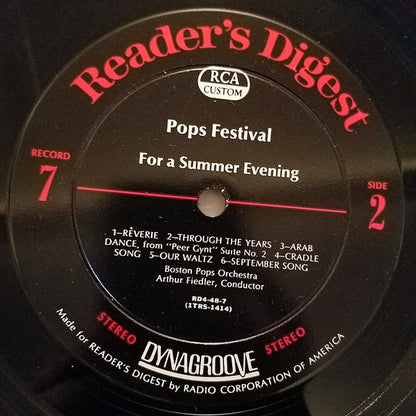 Reader's Digest
RCA
CUSTOM
Pops Festival
For a Summer Evening
RECORD
7
SIDE
2
1–RÊVERIE 2–THROUGH THE YEARS 3–ARAB
DANCE, from "Peer Gynt" Suite No. 2 4–CRADLE
SONG 5–OUR WALTZ 6–SEPTEMBER SONG
Boston Pops Orchestra
Arthur Fiedler, Conductor
RD4-48-7
(1TRS-1414)
STEREO
DYNAGROOVE
STEREO
Made for READER'S DIGEST by RADIO CORPORATION OF AMERICA